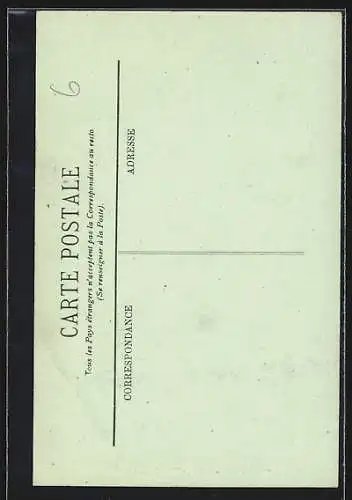 6
CARTE POSTALE
Tous les Pays étrangers n'acceptent pas la Correspondance au recto
(Se renseigner à la Poste).
CORRESPONDANCE
ADRESSE